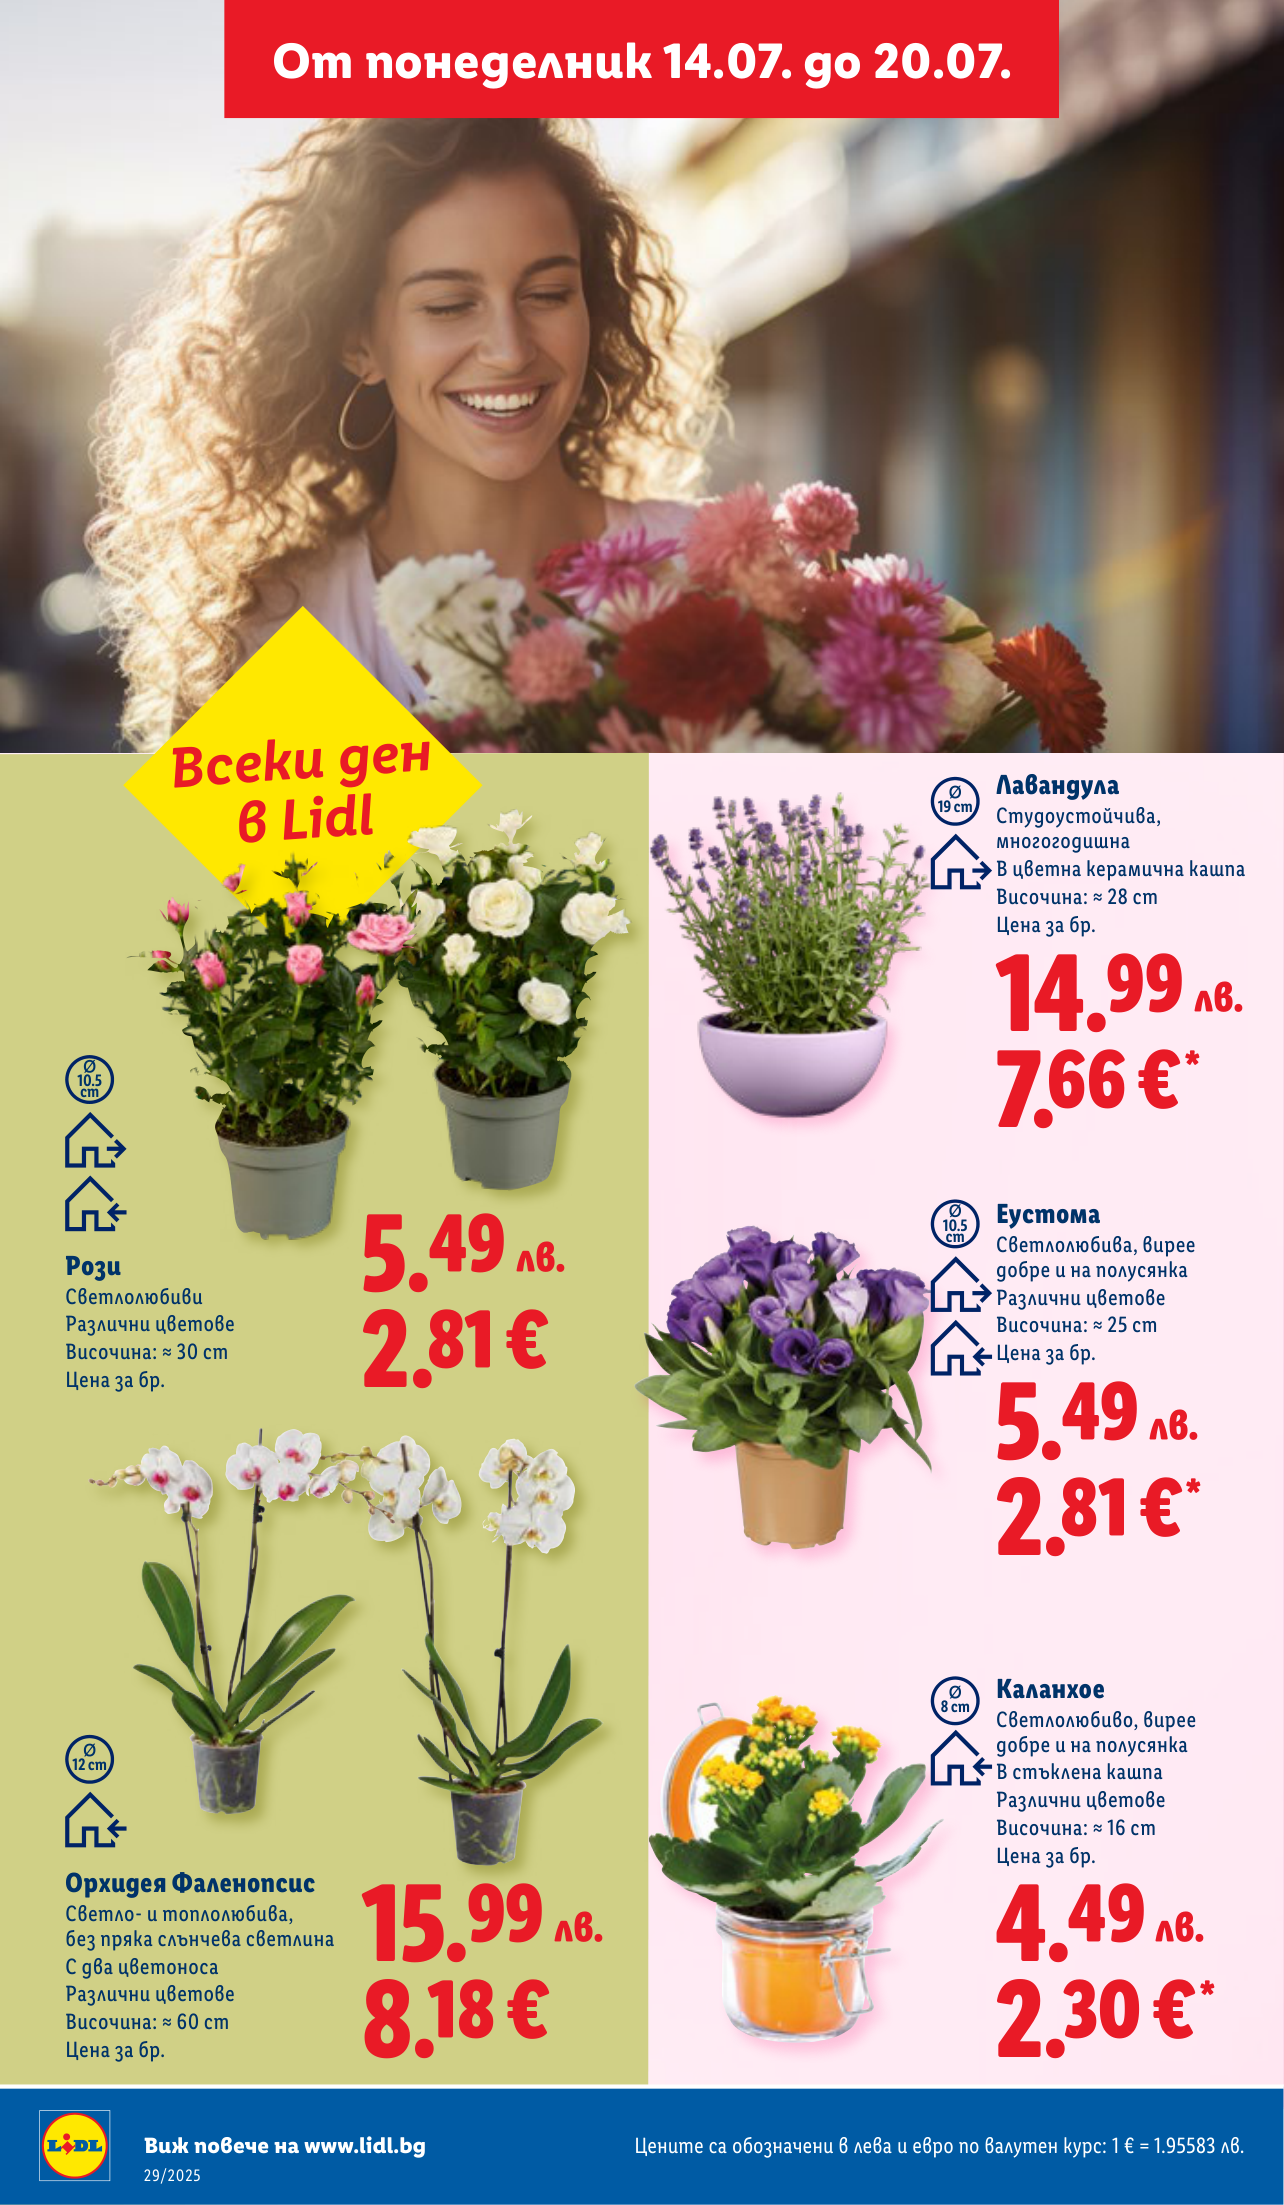 От понеделник 14.07. до 20.07.
Всеки ден
в Lidl
Ø
10.5
cm
Рози
Светлолюбиви
Различни цветове
Височина: ≈ 30 cm
Цена за бр.
5.49 лв.
2.81 €
Ø
12 cm
Орхидея Фаленопсис
Светло- и топлолюбива,
без пряка слънчева светлина
С два цветоноса
Различни цветове
Височина: ≈ 60 cm
Цена за бр.
15.99 лв.
8.18 €
Ø
19 cm
Лавандула
Студоустойчива,
многогодишна
В цветна керамична кашпа
Височина: ≈ 28 cm
Цена за бр.
14.99 лв.
7.66 €*
Ø
10.5
cm
Еустома
Светлолюбива, вирее
добре и на полусянка
Различни цветове
Височина: ≈ 25 cm
Цена за бр.
5.49 лв.
2.81 €*
Ø
8 cm
Каланхое
Светлолюбиво, вирее
добре и на полусянка
В стъклена кашпа
Различни цветове
Височина: ≈ 16 cm
Цена за бр.
4.49 лв.
2.30 €*
LIDL
Виж повече на www.lidl.bg
29/2025
Цените са обозначени в лева и евро по валутен курс: 1 € = 1.95583 лв.